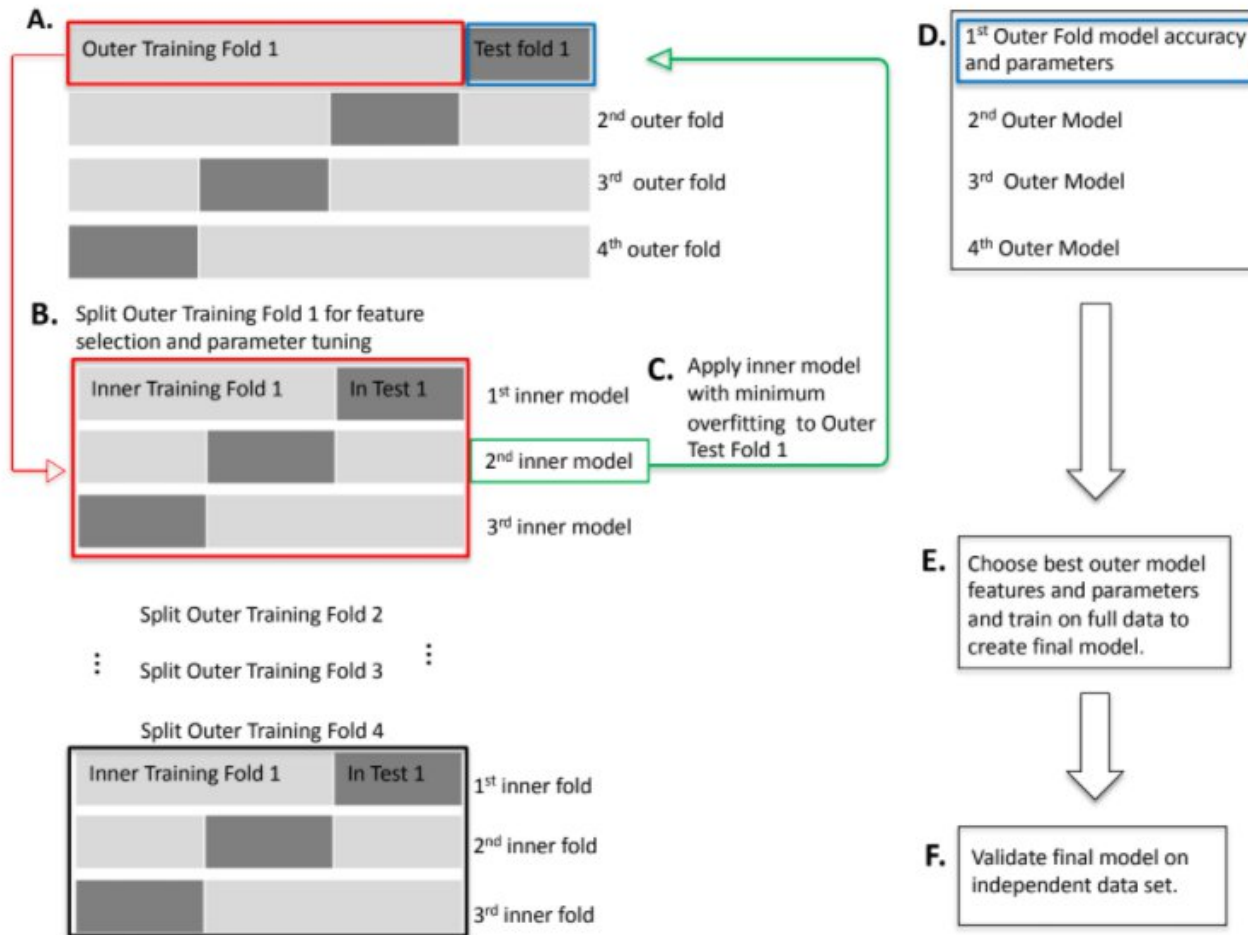 A.
Outer Training Fold 1
Test fold 1
2nd outer fold
3rd outer fold
4th outer fold
B. Split Outer Training Fold 1 for feature
selection and parameter tuning
Inner Training Fold 1
In Test 1
1st inner model
2nd inner model
3rd inner model
C. Apply inner model
with minimum
overfitting to Outer
Test Fold 1
Split Outer Training Fold 2
⋮
⋮
Split Outer Training Fold 3
Split Outer Training Fold 4
Inner Training Fold 1
In Test 1
1st inner fold
2nd inner fold
3rd inner fold
D. 1st Outer Fold model accuracy
and parameters
2nd Outer Model
3rd Outer Model
4th Outer Model
E. Choose best outer model
features and parameters
and train on full data to
create final model.
F. Validate final model on
independent data set.